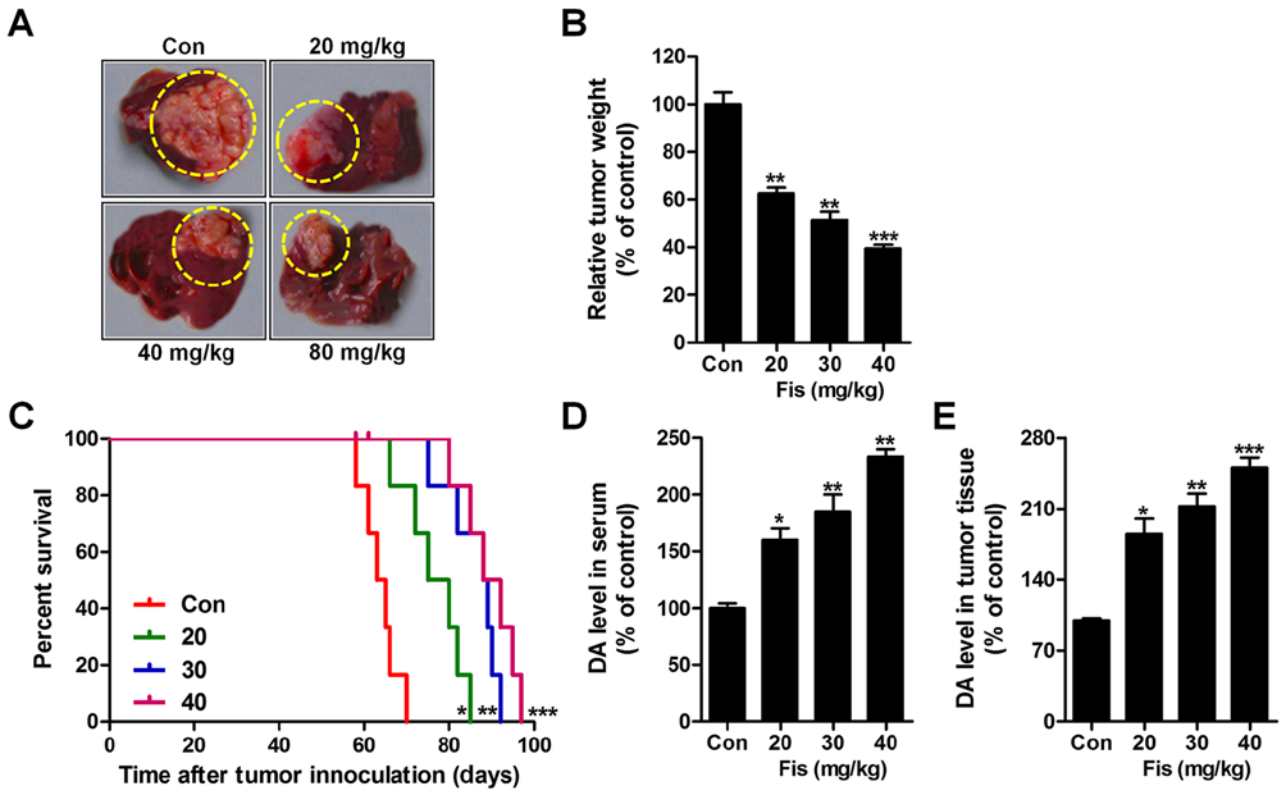 A
Con
20 mg/kg
40 mg/kg
80 mg/kg
B
Relative tumor weight
(% of control)
120
100
80
60
40
20
0
**
**
***
Con
20
30
40
Fis (mg/kg)
C
Percent survival
100
80
60
40
20
0
Con
20
30
40
*
**
***
0
20
40
60
80
100
Time after tumor innoculation (days)
D
DA level in serum
(% of control)
250
200
150
100
50
0
*
**
**
Con
20
30
40
Fis (mg/kg)
E
DA level in tumor tissue
(% of control)
280
210
140
70
0
*
**
***
Con
20
30
40
Fis (mg/kg)